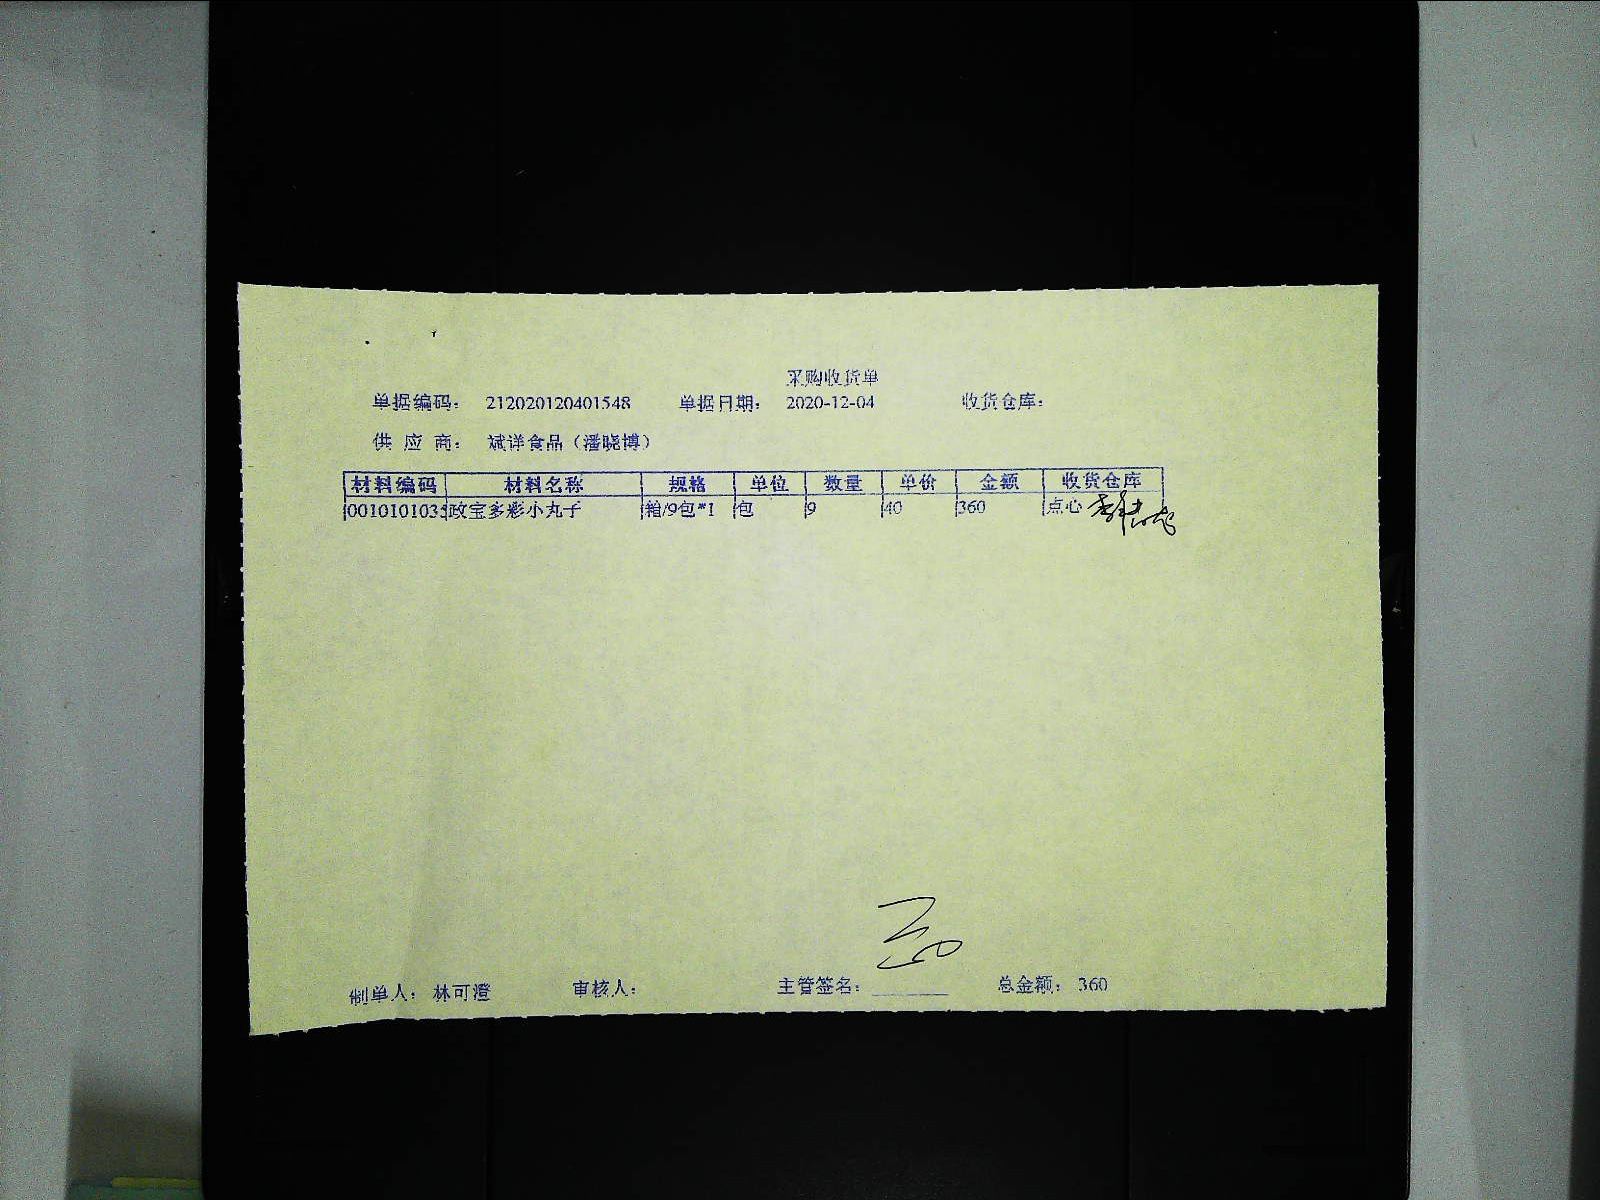 采购收货单
单据编码： 212020120401548 单据日期： 2020-12-04 收货仓库：
供 应 商： 斌洋食品（潘晓博）
材料编码 材料名称 规格 单位 数量 单价 金额 收货仓库
0010101035 政宝多彩小丸子 箱/9包*1 包 9 40 360 点心
制单人： 林可澄 审核人： 主管签名： 总金额： 360